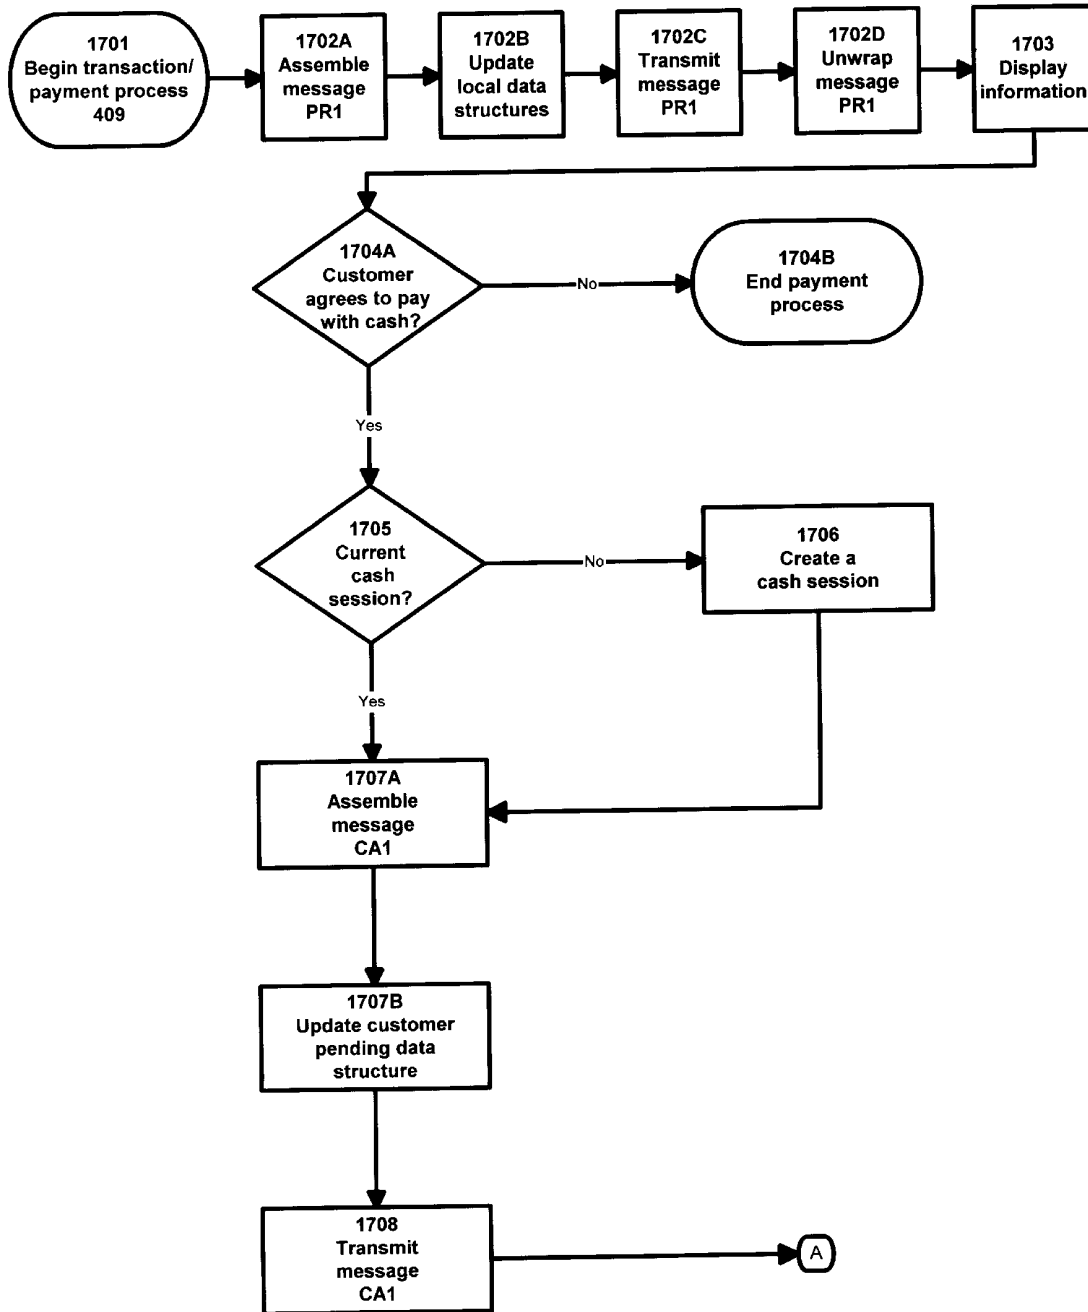 1701
Begin transaction/
payment process
409
1702A
Assemble
message
PR1
1702B
Update
local data
structures
1702C
Transmit
message
PR1
1702D
Unwrap
message
PR1
1703
Display
information
1704A
Customer
agrees to pay
with cash?
No
1704B
End payment
process
Yes
1705
Current
cash
session?
No
1706
Create a
cash session
Yes
1707A
Assemble
message
CA1
1707B
Update customer
pending data
structure
1708
Transmit
message
CA1
A